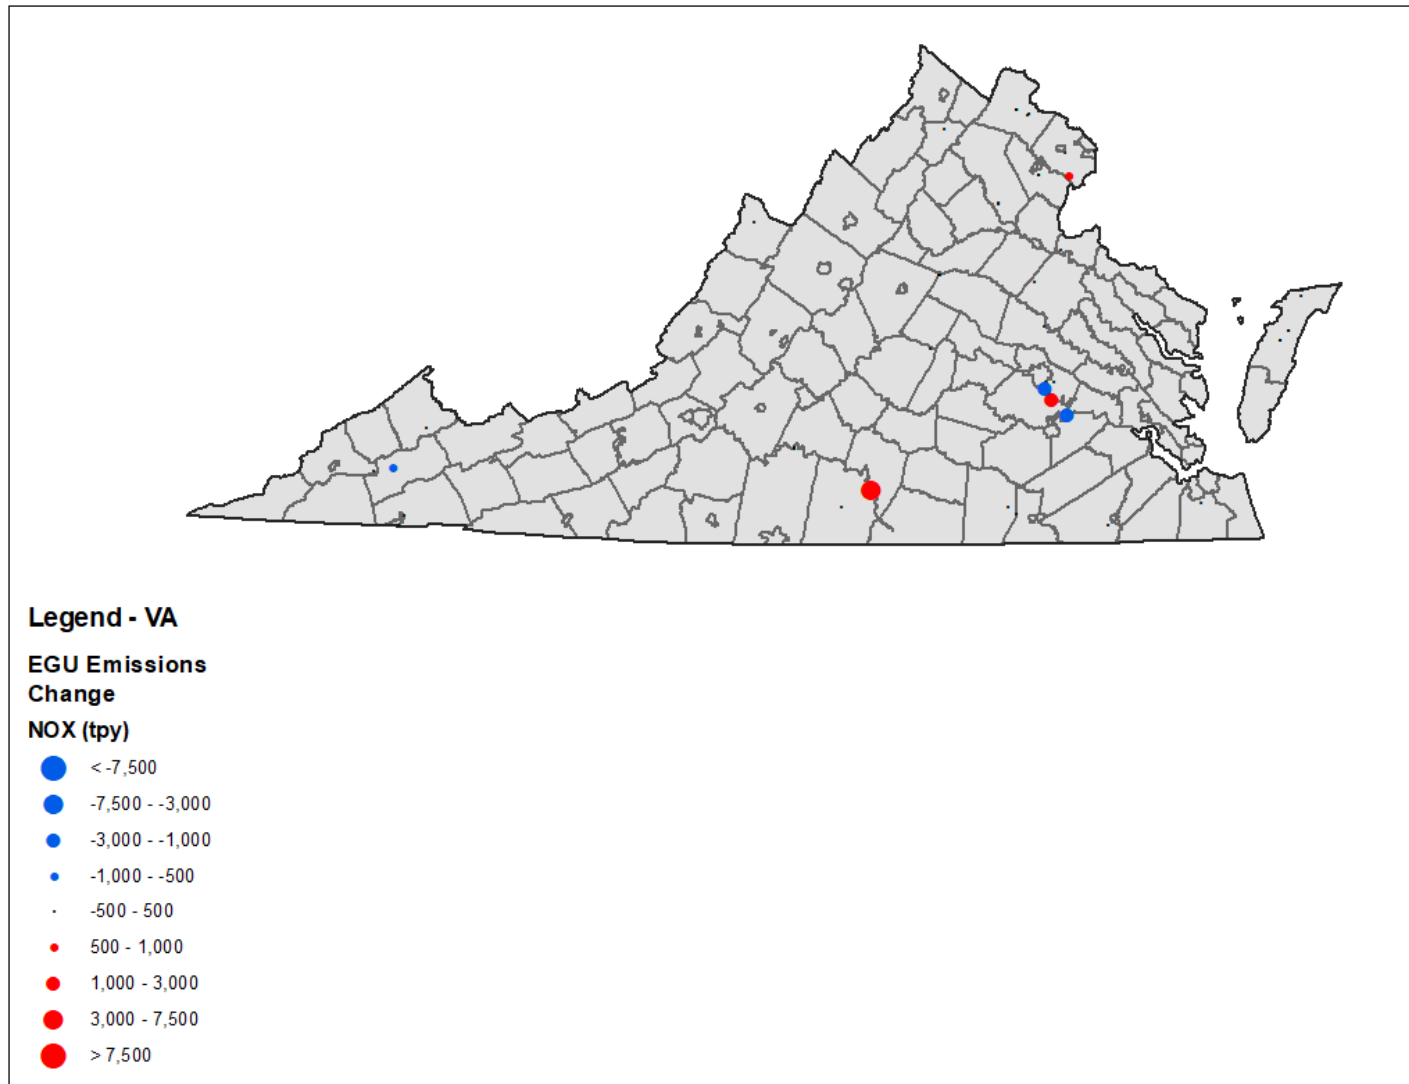 Legend - VA
EGU Emissions
Change
NOX (tpy)
< -7,500
-7,500 - -3,000
-3,000 - -1,000
-1,000 - -500
-500 - 500
500 - 1,000
1,000 - 3,000
3,000 - 7,500
> 7,500